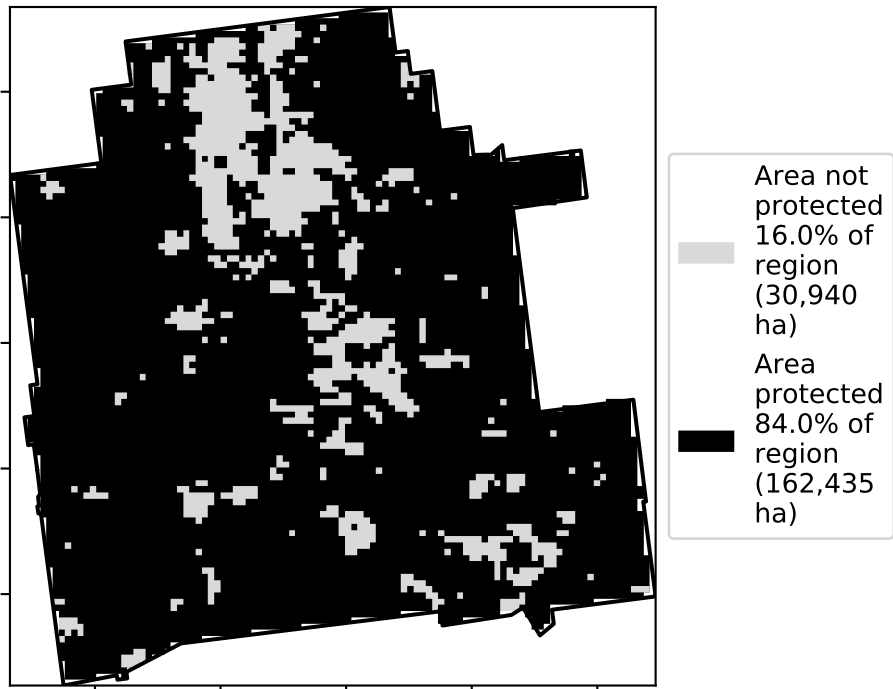 Area not
protected
16.0% of
region
(30,940
ha)
Area
protected
84.0% of
region
(162,435
ha)